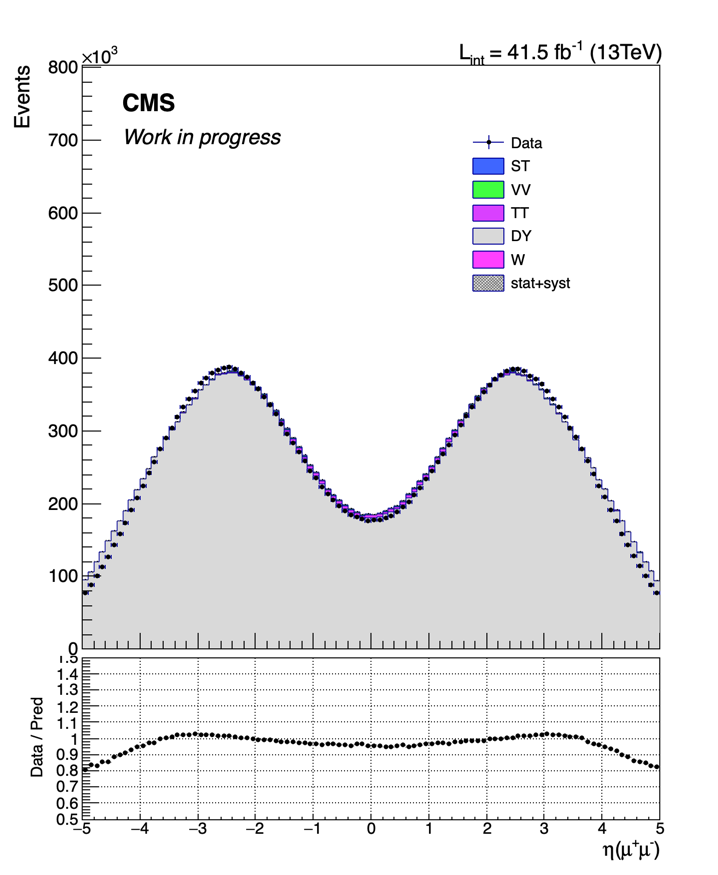 ×10³
L_int = 41.5 fb⁻¹ (13TeV)
Events
800
700
600
500
400
300
200
100
0
CMS
Work in progress
Data
ST
VV
TT
DY
W
stat+syst
Data / Pred
1.5
1.4
1.3
1.2
1.1
1
0.9
0.8
0.7
0.6
0.5
−5 −4 −3 −2 −1 0 1 2 3 4 5
η(μ⁺μ⁻)